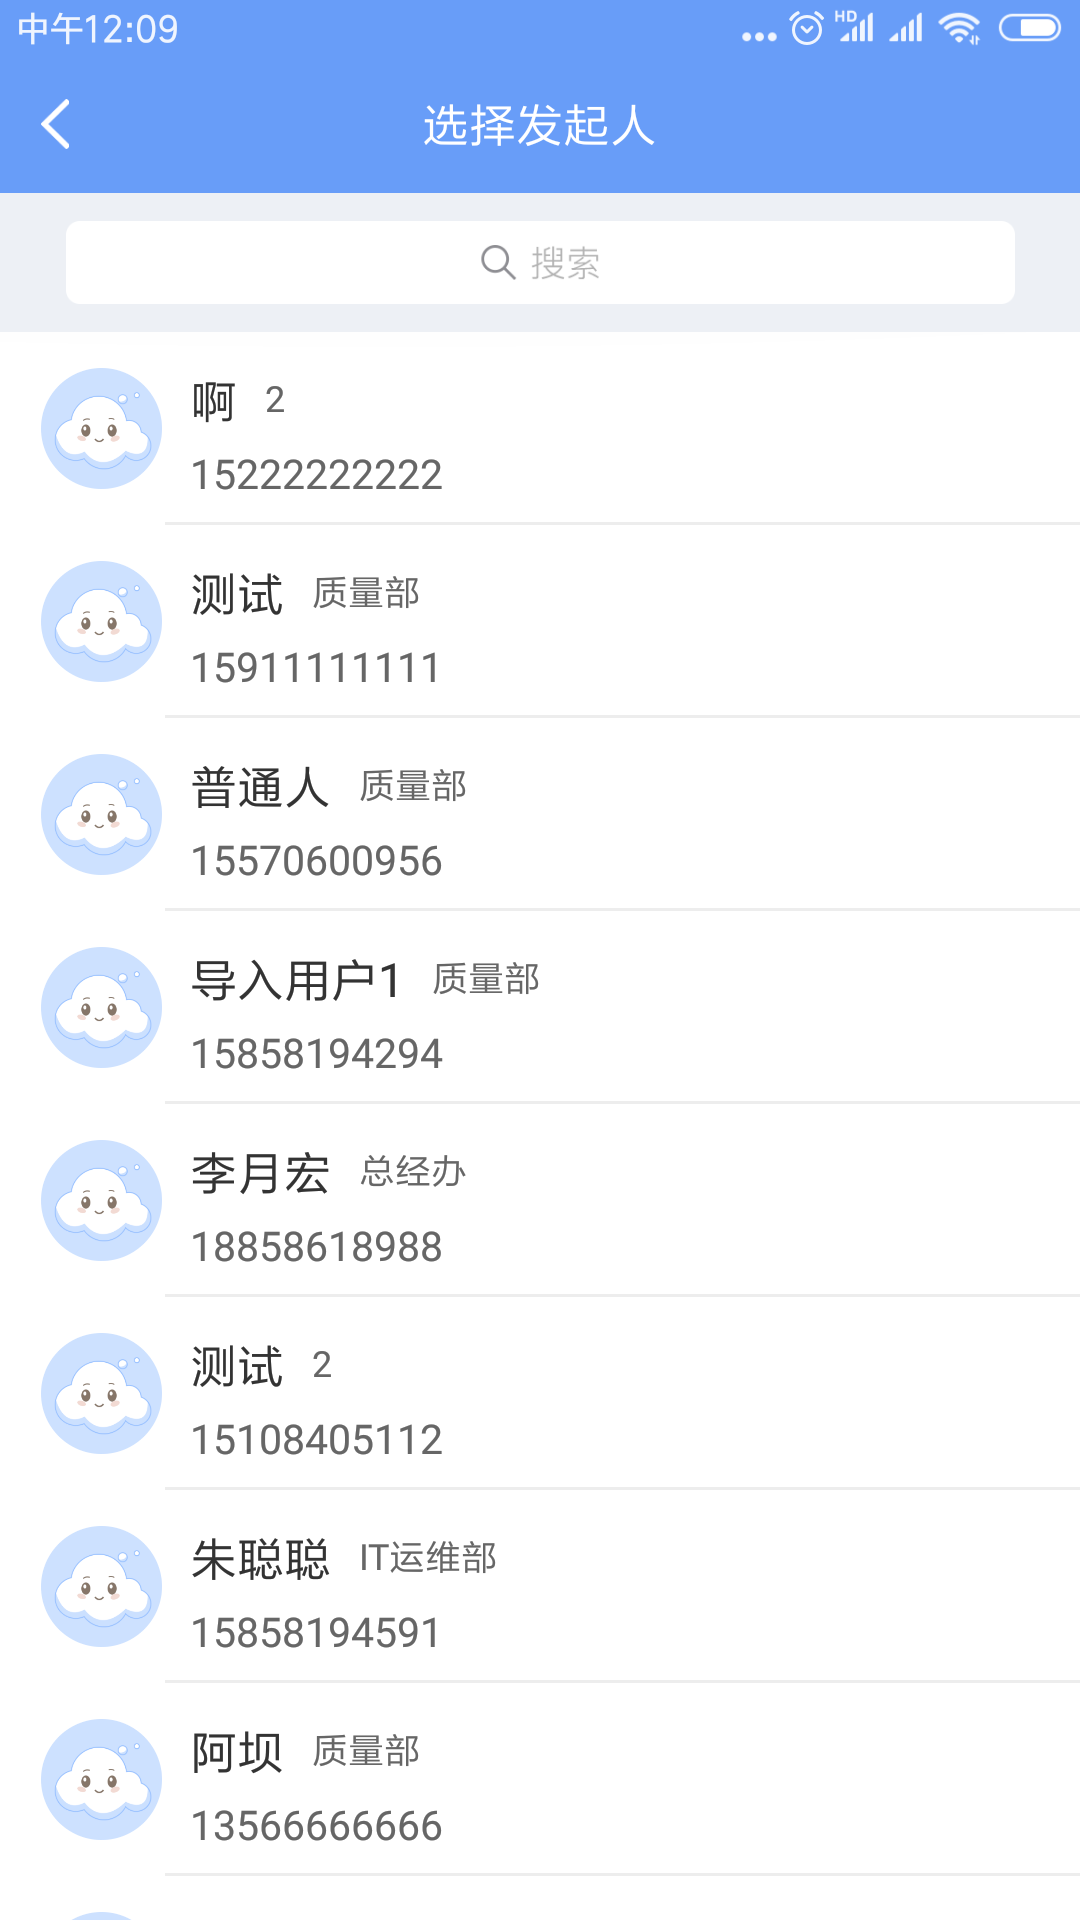 中午12:09
HD
选择发起人
搜索
啊 2
15222222222
测试 质量部
15911111111
普通人 质量部
15570600956
导入用户1 质量部
15858194294
李月宏 总经办
18858618988
测试 2
15108405112
朱聪聪 IT运维部
15858194591
阿坝 质量部
13566666666